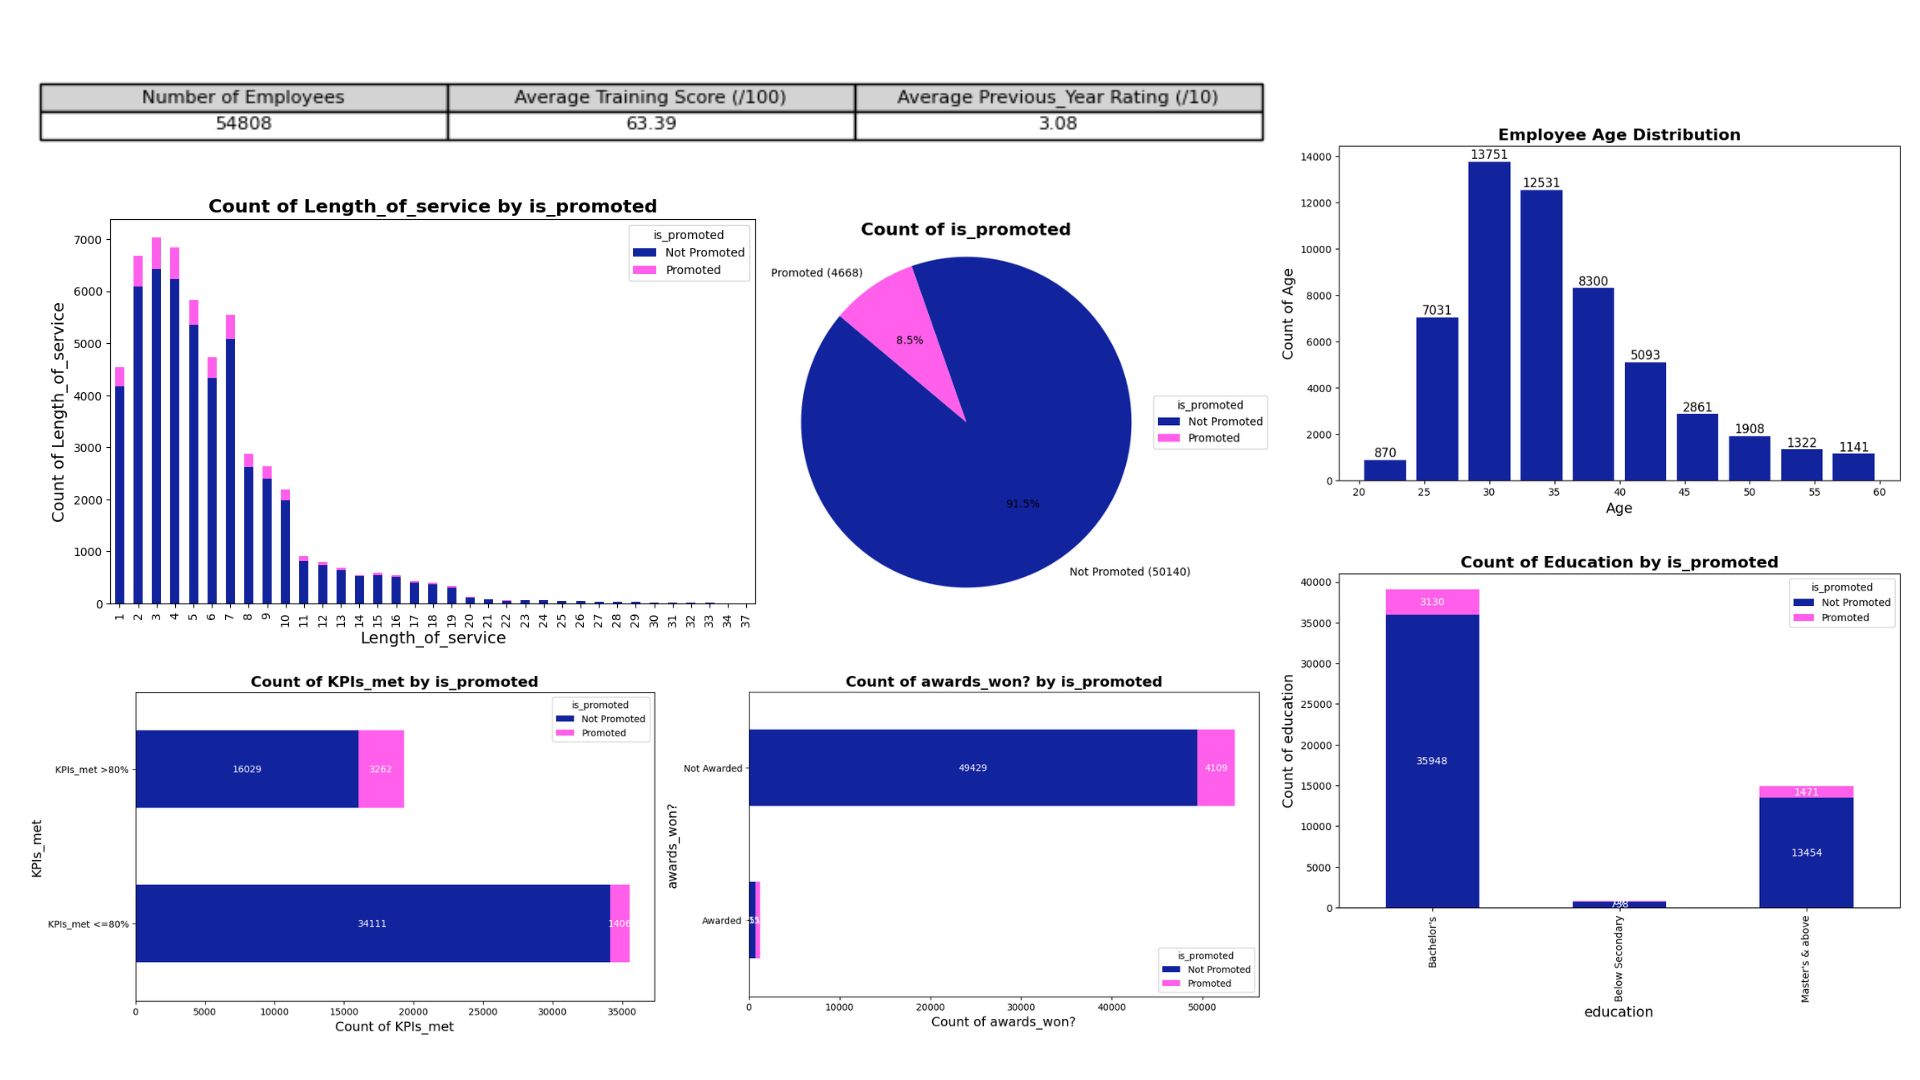 Number of Employees Average Training Score (/100) Average Previous_Year Rating (/10)
54808 63.39 3.08
Count of Length_of_service by is_promoted
7000
6000
5000
4000
3000
2000
1000
0
Count of Length_of_service
is_promoted
Not Promoted
Promoted
1 2 3 4 5 6 7 8 9 10 11 12 13 14 15 16 17 18 19 20 21 22 23 24 25 26 27 28 29 30 31 32 33 34 37
Length_of_service
Count of is_promoted
Promoted (4668)
8.5%
91.5%
Not Promoted (50140)
is_promoted
Not Promoted
Promoted
Employee Age Distribution
14000
12000
10000
8000
6000
4000
2000
0
Count of Age
870
7031
13751
12531
8300
5093
2861
1908
1322
1141
20 25 30 35 40 45 50 55 60
Age
Count of KPIs_met by is_promoted
is_promoted
Not Promoted
Promoted
KPIs_met
KPIs_met >80%
16029 3262
KPIs_met <=80%
34111 1406
0 5000 10000 15000 20000 25000 30000 35000
Count of KPIs_met
Count of awards_won? by is_promoted
awards_won?
Not Awarded
49429 4109
Awarded
is_promoted
Not Promoted
Promoted
0 10000 20000 30000 40000 50000
Count of awards_won?
Count of Education by is_promoted
40000
35000
30000
25000
20000
15000
10000
5000
0
Count of education
is_promoted
Not Promoted
Promoted
3130
35948
1471
13454
Bachelor's
Below Secondary
Master's & above
education